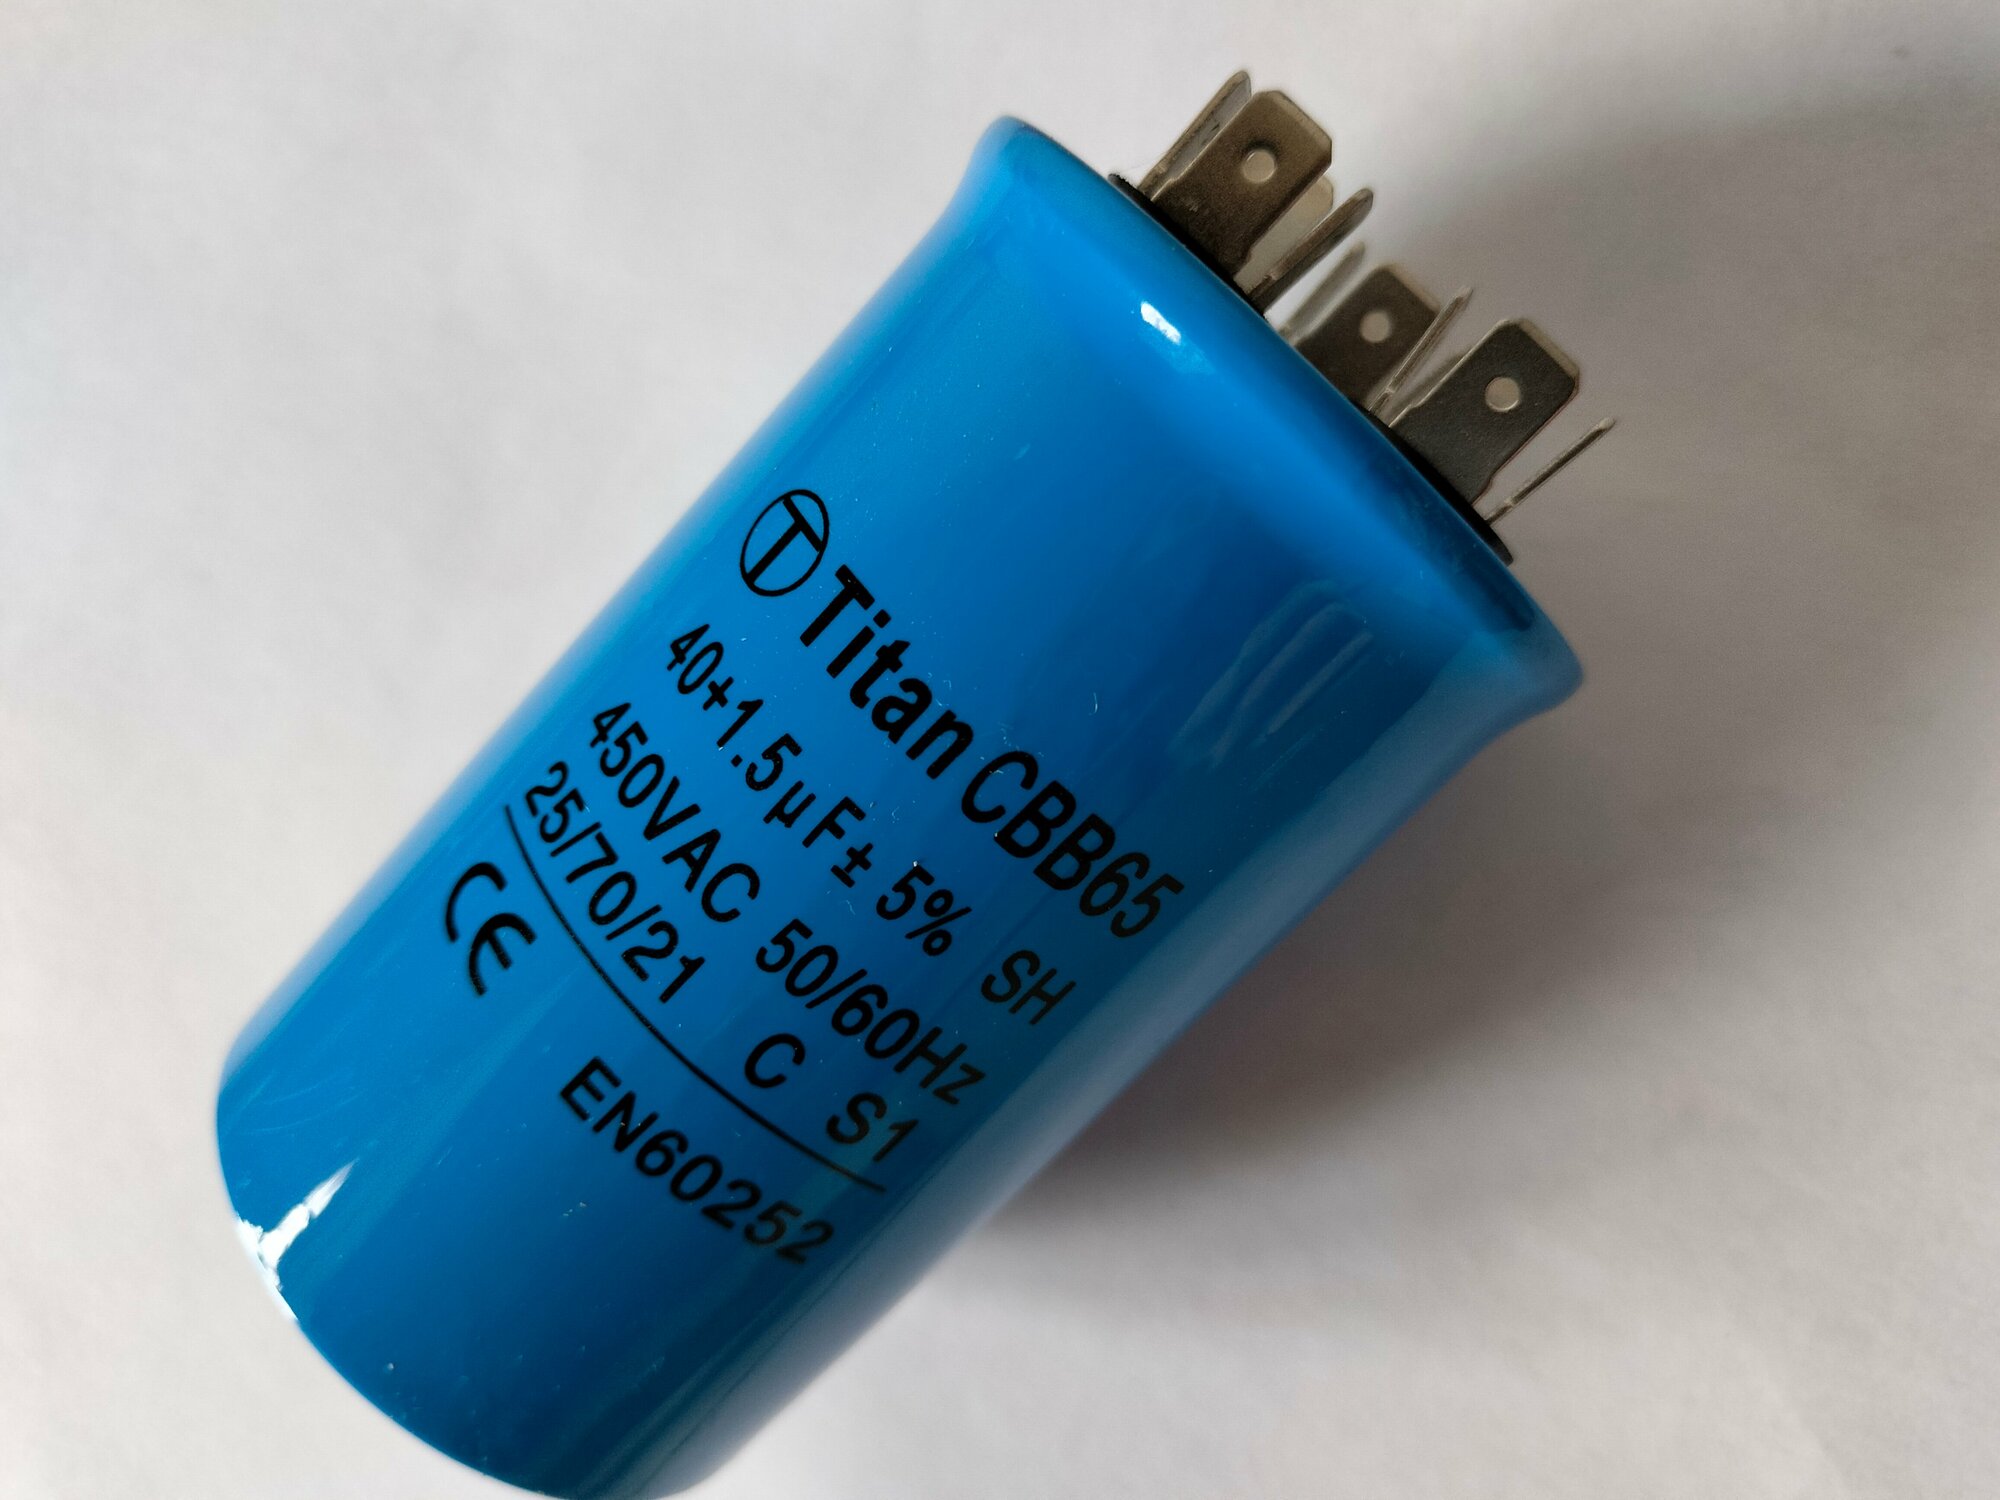 T Titan CBB65
40+1.5µF± 5% SH
450VAC 50/60Hz
25/70/21 C S1
CE EN60252